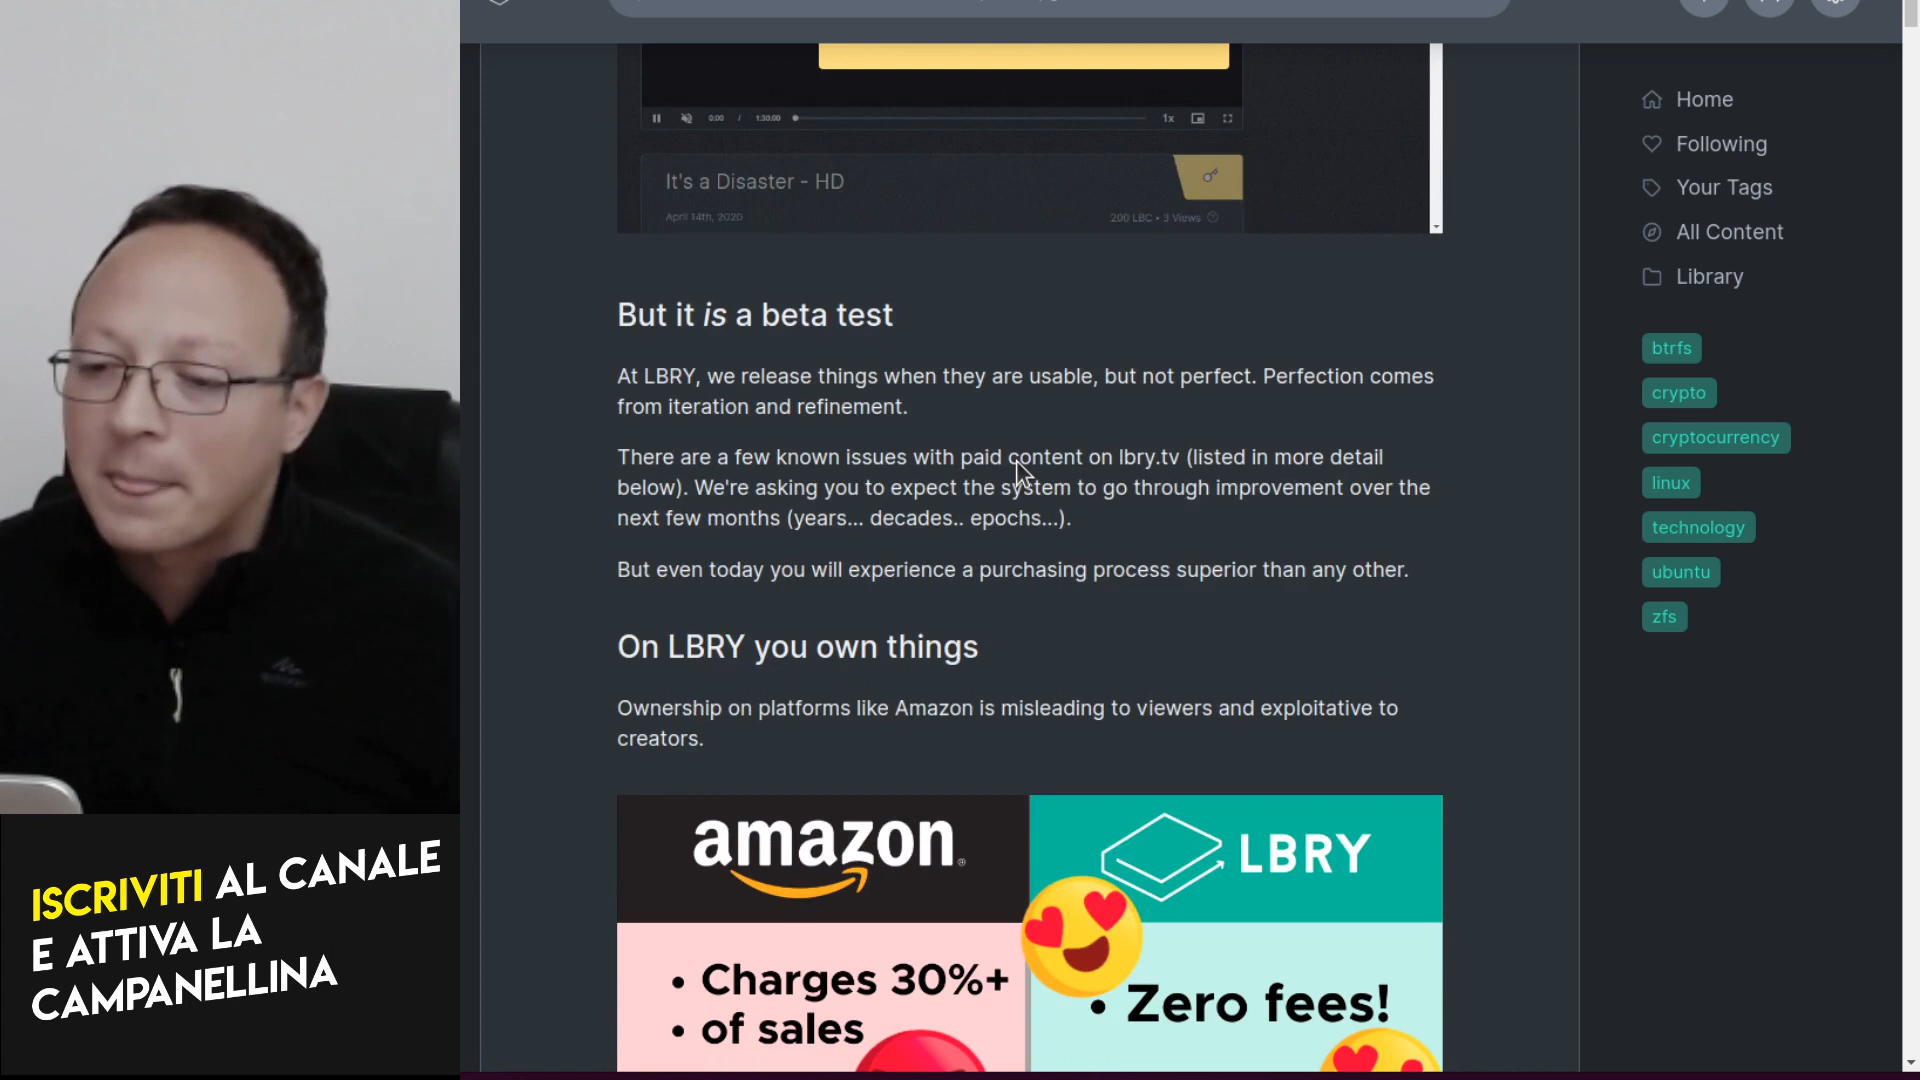 0:00 / 1:30:00
1x
It's a Disaster - HD
April 14th, 2020
200 LBC • 3 Views
But it is a beta test
At LBRY, we release things when they are usable, but not perfect. Perfection comes
from iteration and refinement.
There are a few known issues with paid content on lbry.tv (listed in more detail
below). We're asking you to expect the system to go through improvement over the
next few months (years... decades.. epochs...).
But even today you will experience a purchasing process superior than any other.
On LBRY you own things
Ownership on platforms like Amazon is misleading to viewers and exploitative to
creators.
amazon
LBRY
• Charges 30%+
• of sales
• Zero fees!
Home
Following
Your Tags
All Content
Library
btrfs
crypto
cryptocurrency
linux
technology
ubuntu
zfs
ISCRIVITI AL CANALE
E ATTIVA LA
CAMPANELLINA